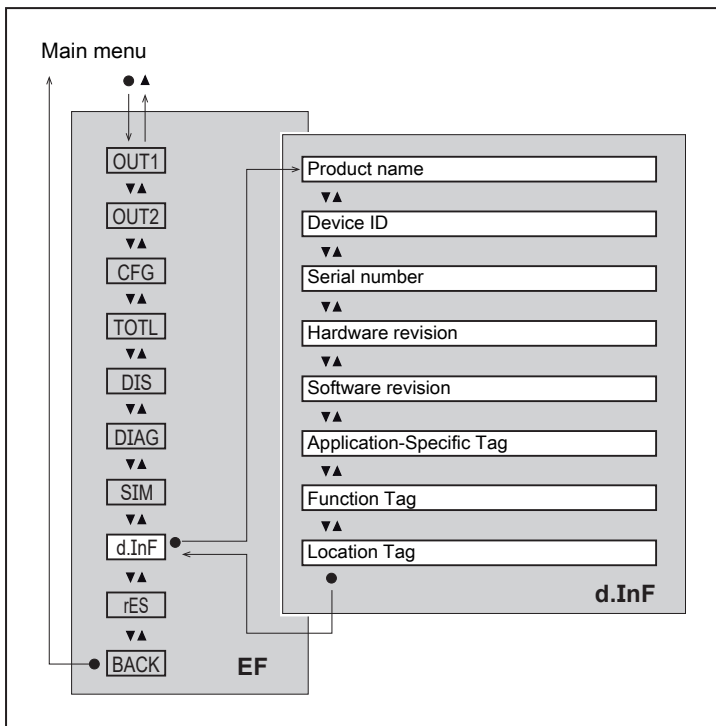 Main menu
OUT1
OUT2
CFG
TOTL
DIS
DIAG
SIM
d.InF
rES
BACK
EF
Product name
Device ID
Serial number
Hardware revision
Software revision
Application-Specific Tag
Function Tag
Location Tag
d.InF